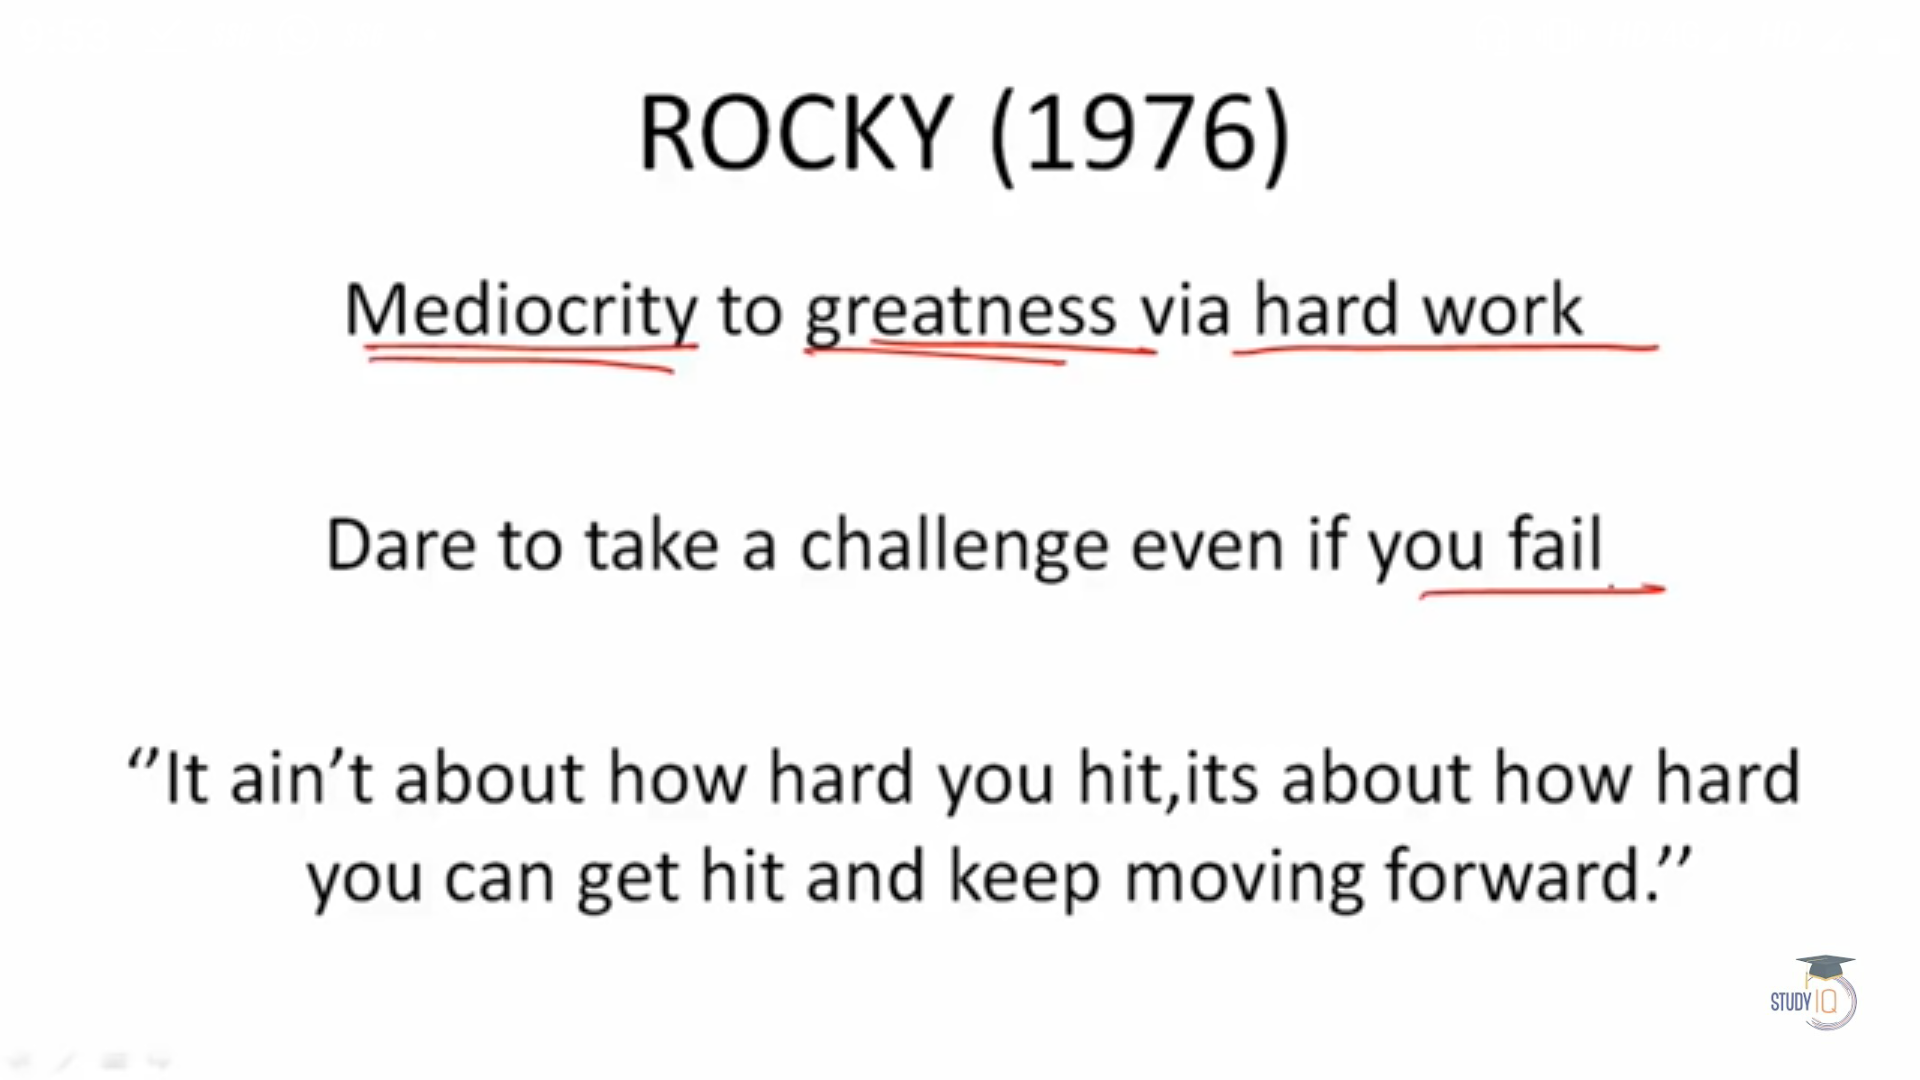 ROCKY (1976)
Mediocrity to greatness via hard work
Dare to take a challenge even if you fail
‘’It ain’t about how hard you hit,its about how hard
you can get hit and keep moving forward.’’
STUDY IQ